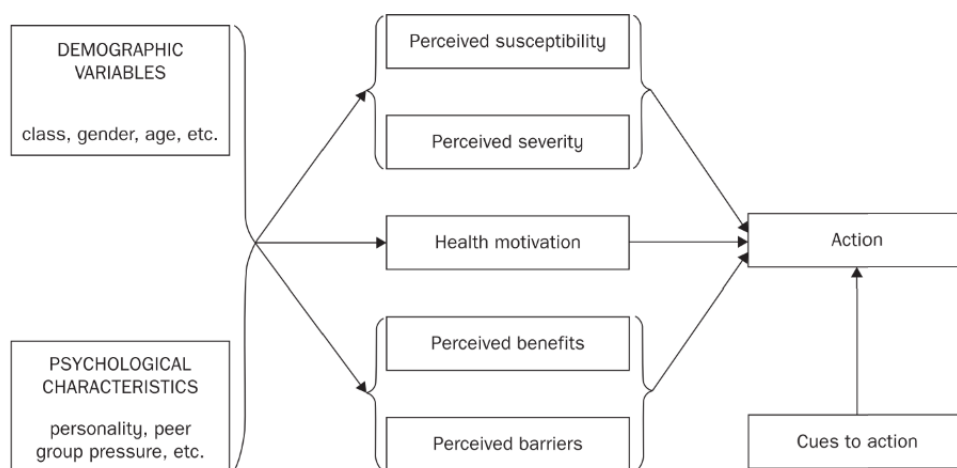 DEMOGRAPHIC
VARIABLES
class, gender, age, etc.
PSYCHOLOGICAL
CHARACTERISTICS
personality, peer
group pressure, etc.
Perceived susceptibility
Perceived severity
Health motivation
Perceived benefits
Perceived barriers
Action
Cues to action